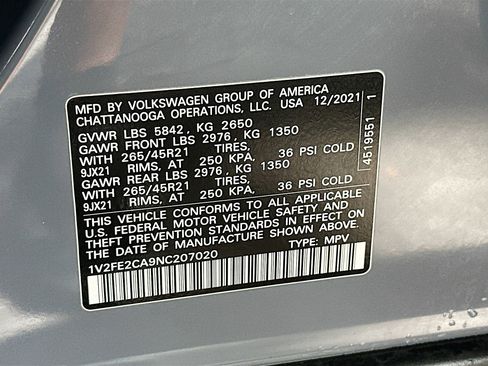 MFD BY VOLKSWAGEN GROUP OF AMERICA
CHATTANOOGA OPERATIONS, LLC. USA 12/2021
GVWR LBS 5842, KG 2650
GAWR FRONT LBS 2976, KG 1350
WITH 265/45R21 TIRES,
9JX21 RIMS, AT 250 KPA, 36 PSI COLD
GAWR REAR LBS 2976, KG 1350
WITH 265/45R21 TIRES,
9JX21 RIMS, AT 250 KPA, 36 PSI COLD
THIS VEHICLE CONFORMS TO ALL APPLICABLE
U.S. FEDERAL MOTOR VEHICLE SAFETY AND
THEFT PREVENTION STANDARDS IN EFFECT ON
THE DATE OF MANUFACTURE SHOWN ABOVE.
1V2FE2CA9NC207020 TYPE: MPV
4519551 1